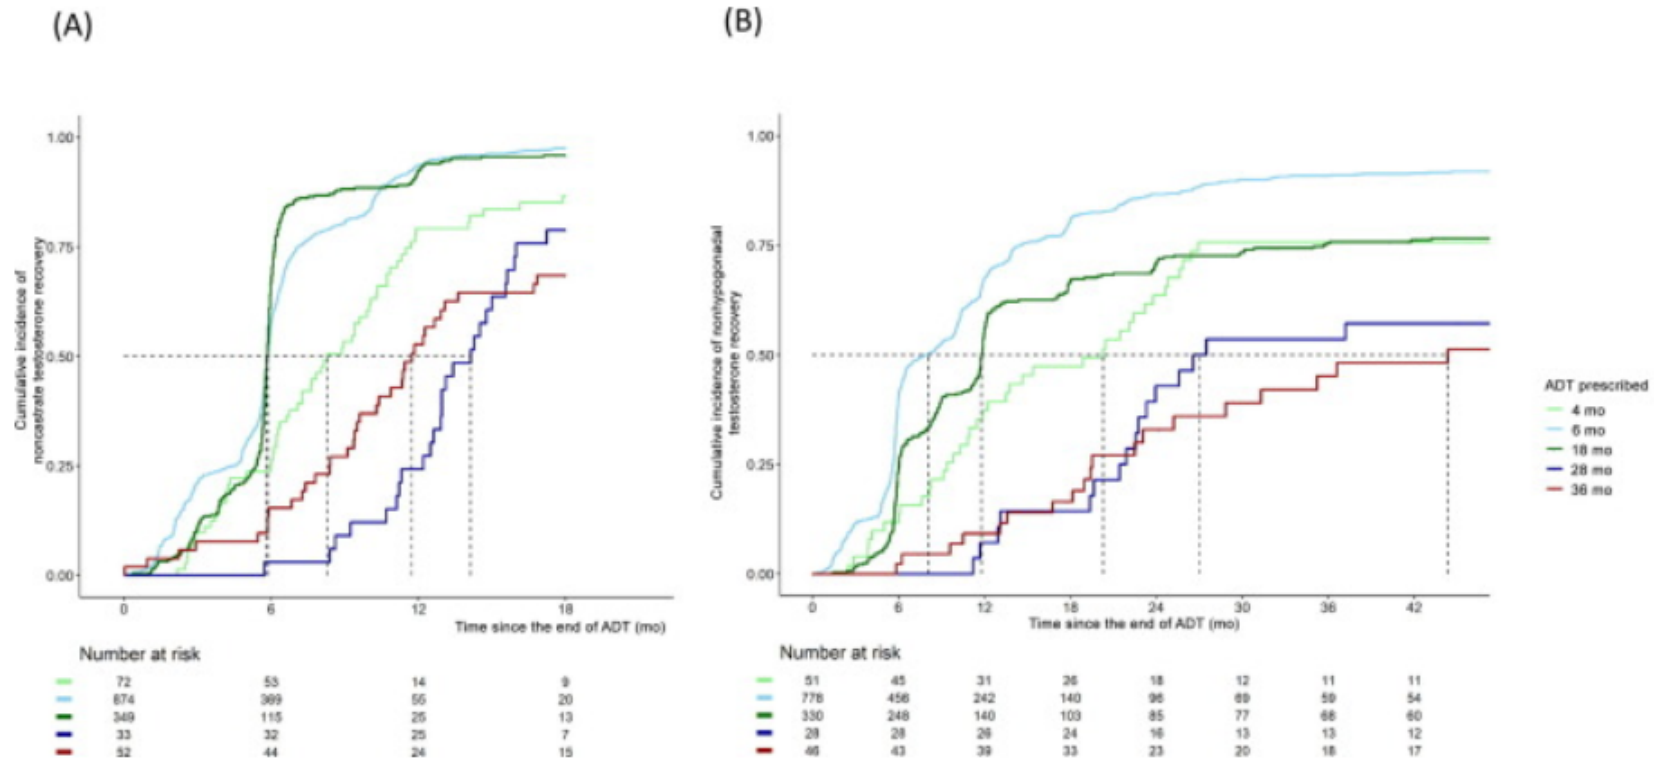 (A)
(B)
1.00
0.75
0.50
0.25
0.00
Cumulative incidence of
noncastrate testosterone recovery
0 6 12 18
Time since the end of ADT (mo)
1.00
0.75
0.50
0.25
0.00
Cumulative incidence of nonhypogonadal
testosterone recovery
0 6 12 18 24 30 36 42
Time since the end of ADT (mo)
ADT prescribed
4 mo
6 mo
18 mo
28 mo
36 mo
Number at risk
72 53 14 9
874 369 55 20
349 115 25 13
33 32 25 7
52 44 24 15
Number at risk
51 45 31 26 18 12 11 11
778 456 242 140 98 69 59 54
330 248 140 103 85 77 68 60
28 28 26 24 16 13 13 12
46 43 39 33 23 20 18 17